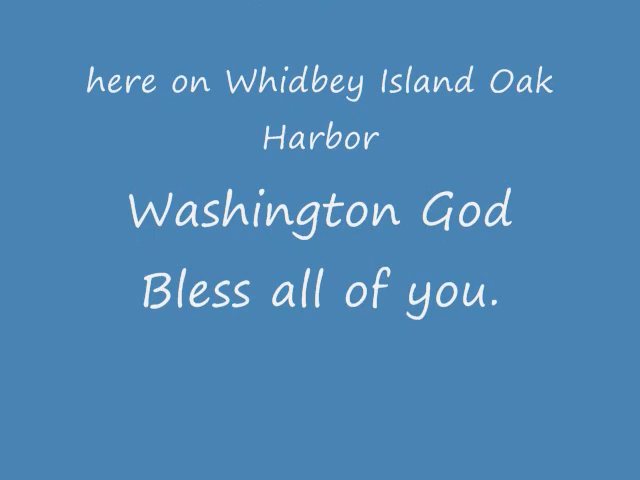 here on Whidbey Island Oak
Harbor
Washington God
Bless all of you.